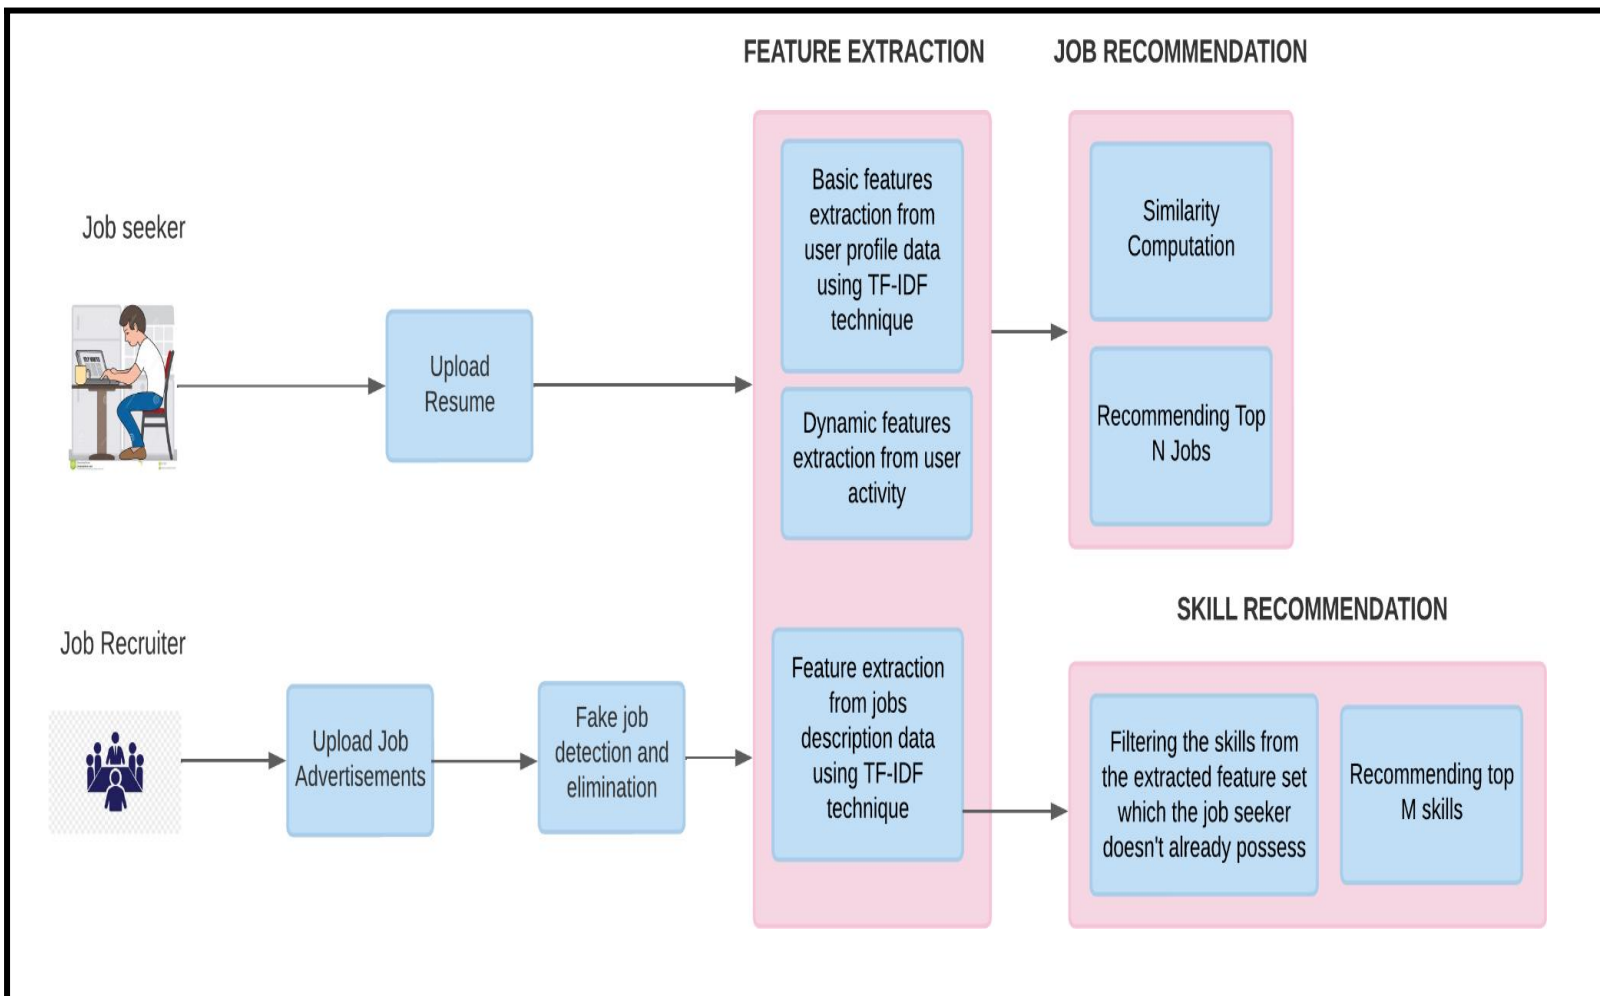 FEATURE EXTRACTION
JOB RECOMMENDATION
Job seeker
Upload
Resume
Basic features
extraction from
user profile data
using TF-IDF
technique
Dynamic features
extraction from user
activity
Similarity
Computation
Recommending Top
N Jobs
Job Recruiter
Upload Job
Advertisements
Fake job
detection and
elimination
Feature extraction
from jobs
description data
using TF-IDF
technique
SKILL RECOMMENDATION
Filtering the skills from
the extracted feature set
which the job seeker
doesn't already possess
Recommending top
M skills